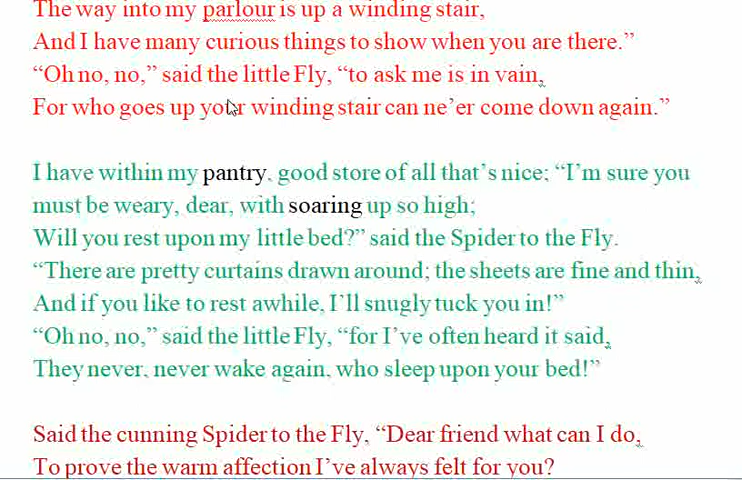 The way into my parlour is up a winding stair,
And I have many curious things to show when you are there.”
“Oh no, no,” said the little Fly, “to ask me is in vain,
For who goes up your winding stair can ne’er come down again.”
I have within my pantry, good store of all that’s nice; “I’m sure you
must be weary, dear, with soaring up so high;
Will you rest upon my little bed?” said the Spider to the Fly.
“There are pretty curtains drawn around; the sheets are fine and thin,
And if you like to rest awhile, I’ll snugly tuck you in!”
“Oh no, no,” said the little Fly, “for I’ve often heard it said,
They never, never wake again, who sleep upon your bed!”
Said the cunning Spider to the Fly, “Dear friend what can I do,
To prove the warm affection I’ve always felt for you?